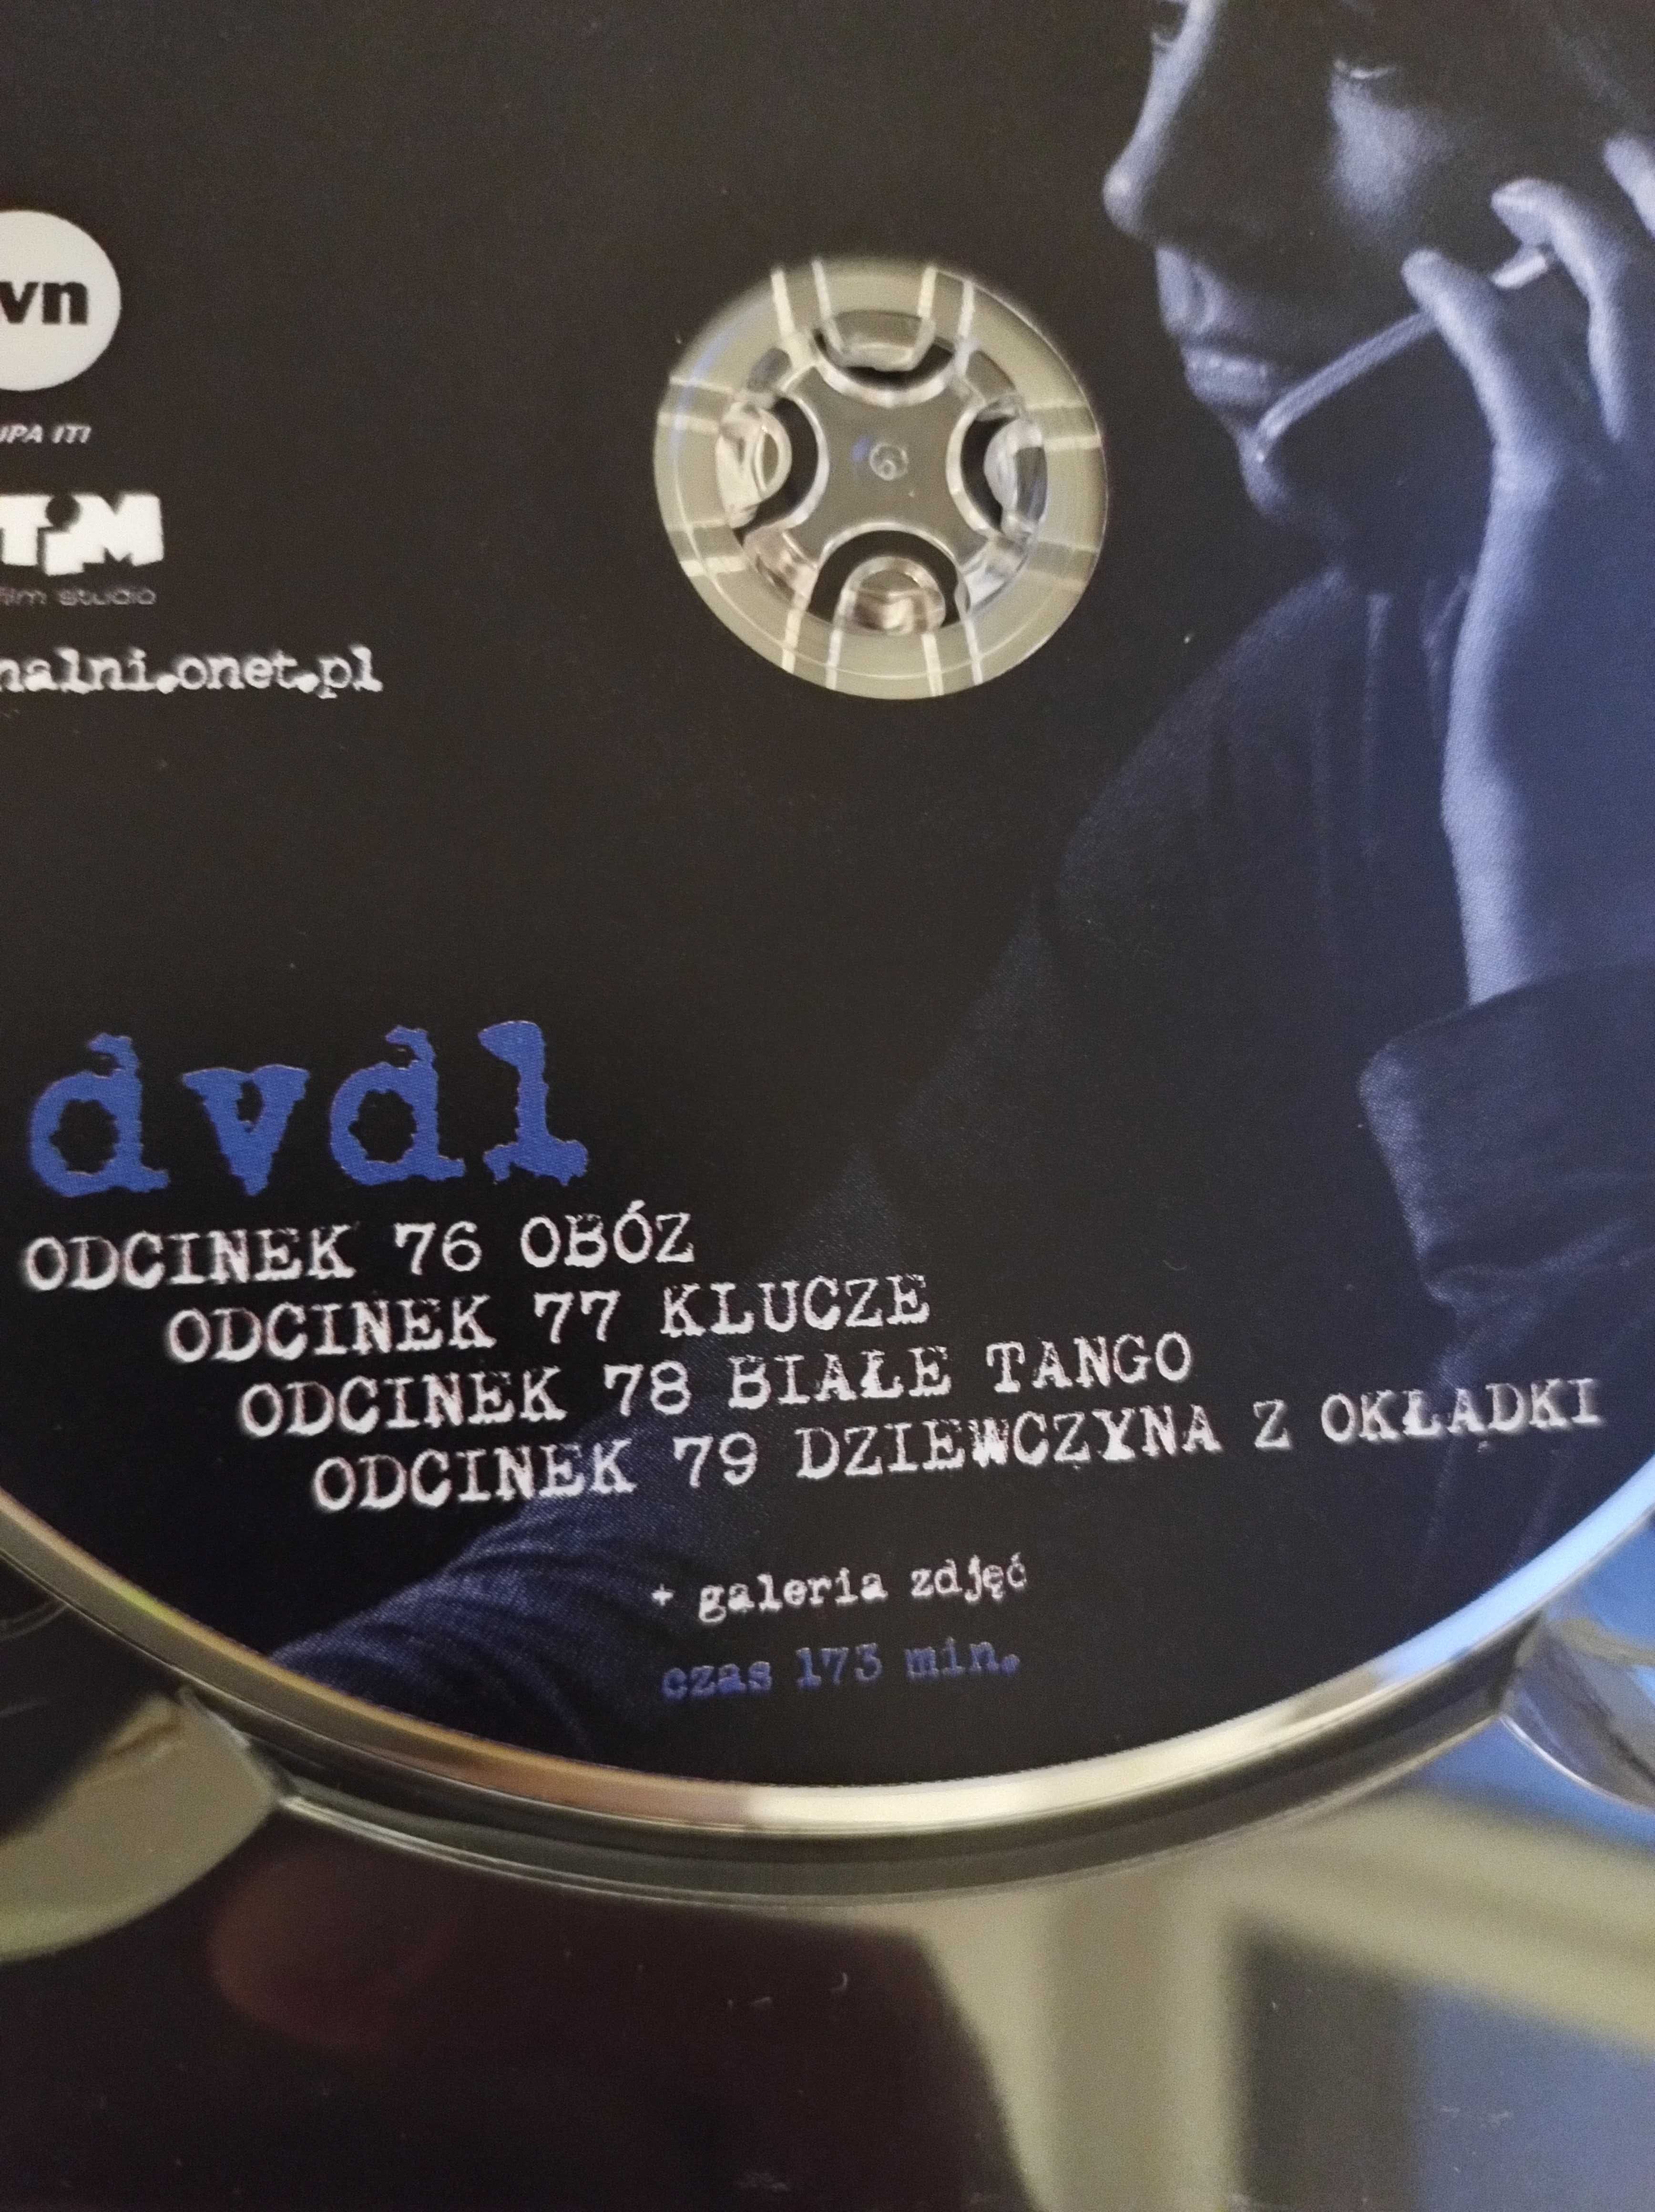 vn
UPA ITI
TiM
film studio
nalni.onet.pl
dvd1
ODCINEK 76 OBÓZ
ODCINEK 77 KLUCZE
ODCINEK 78 BIAŁE TANGO
ODCINEK 79 DZIEWCZYNA Z OKŁADKI
+ galeria zdjęć
czas 173 min.